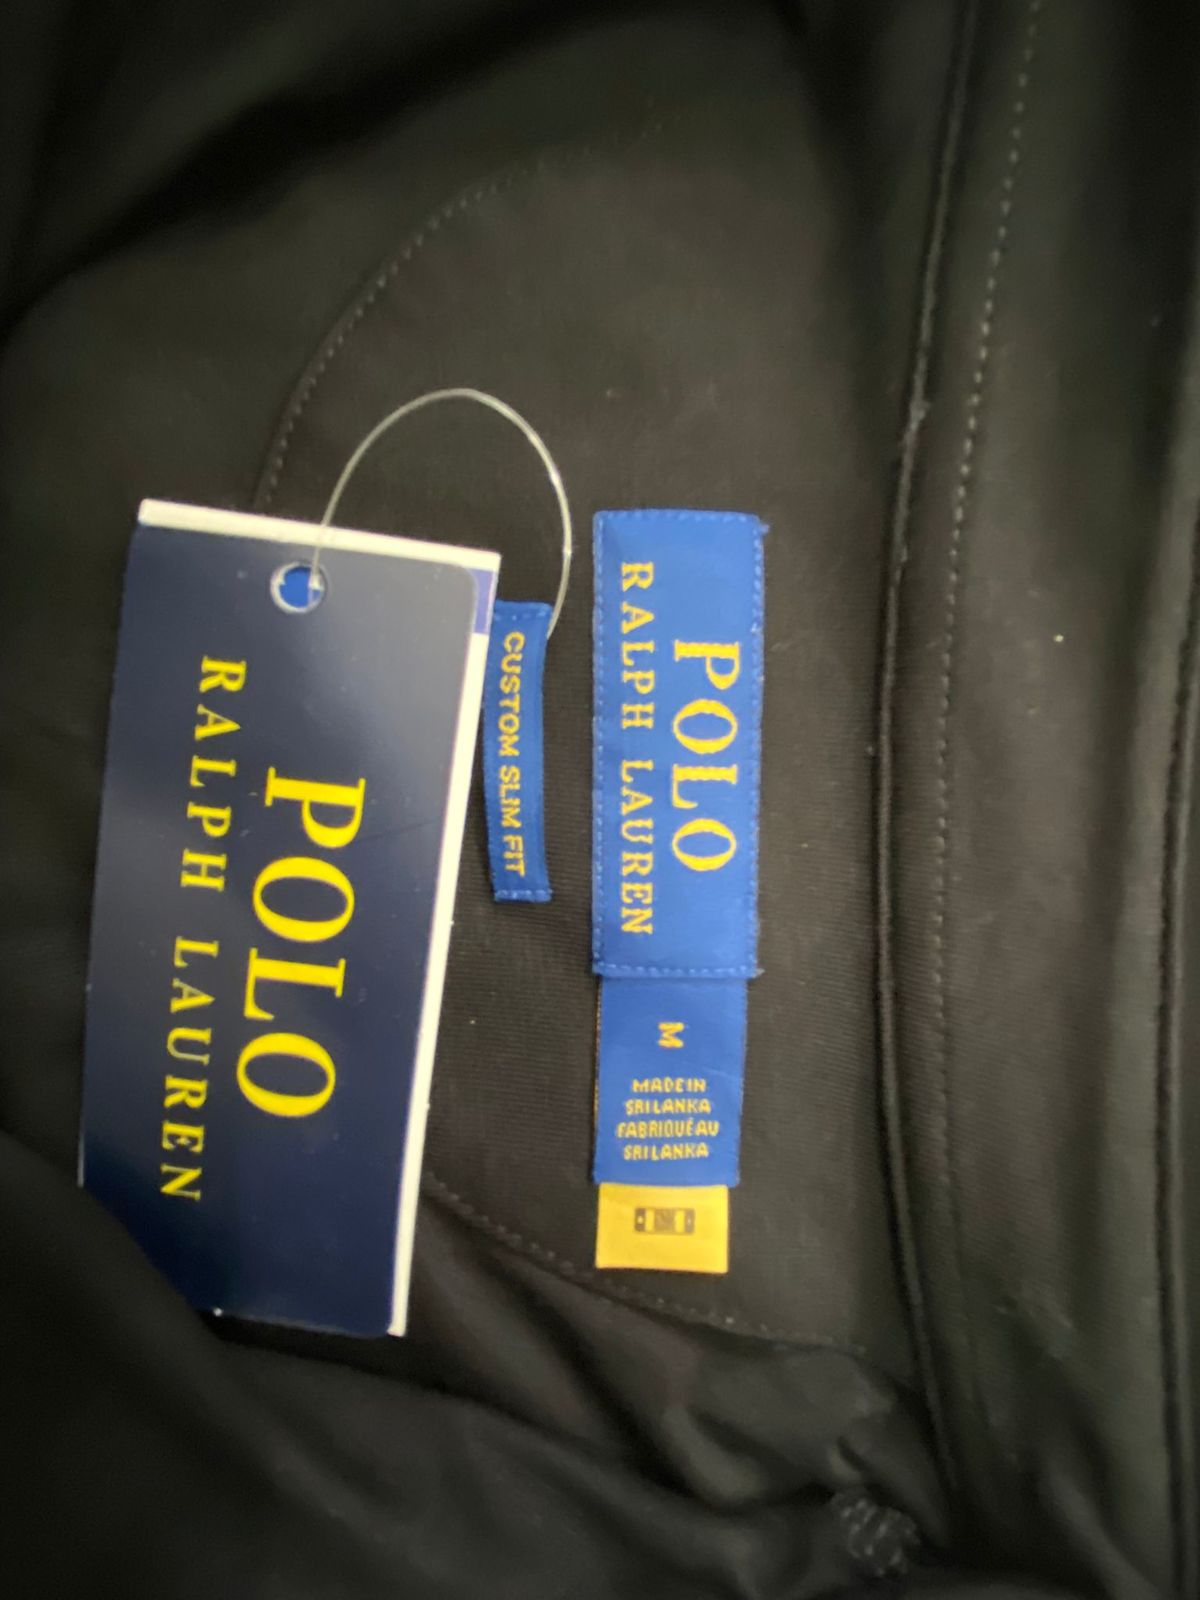 POLO
RALPH LAUREN
M
MADE IN
SRI LANKA
FABRIQUÉ AU
SRI LANKA
CUSTOM SLIM FIT
POLO
RALPH LAUREN